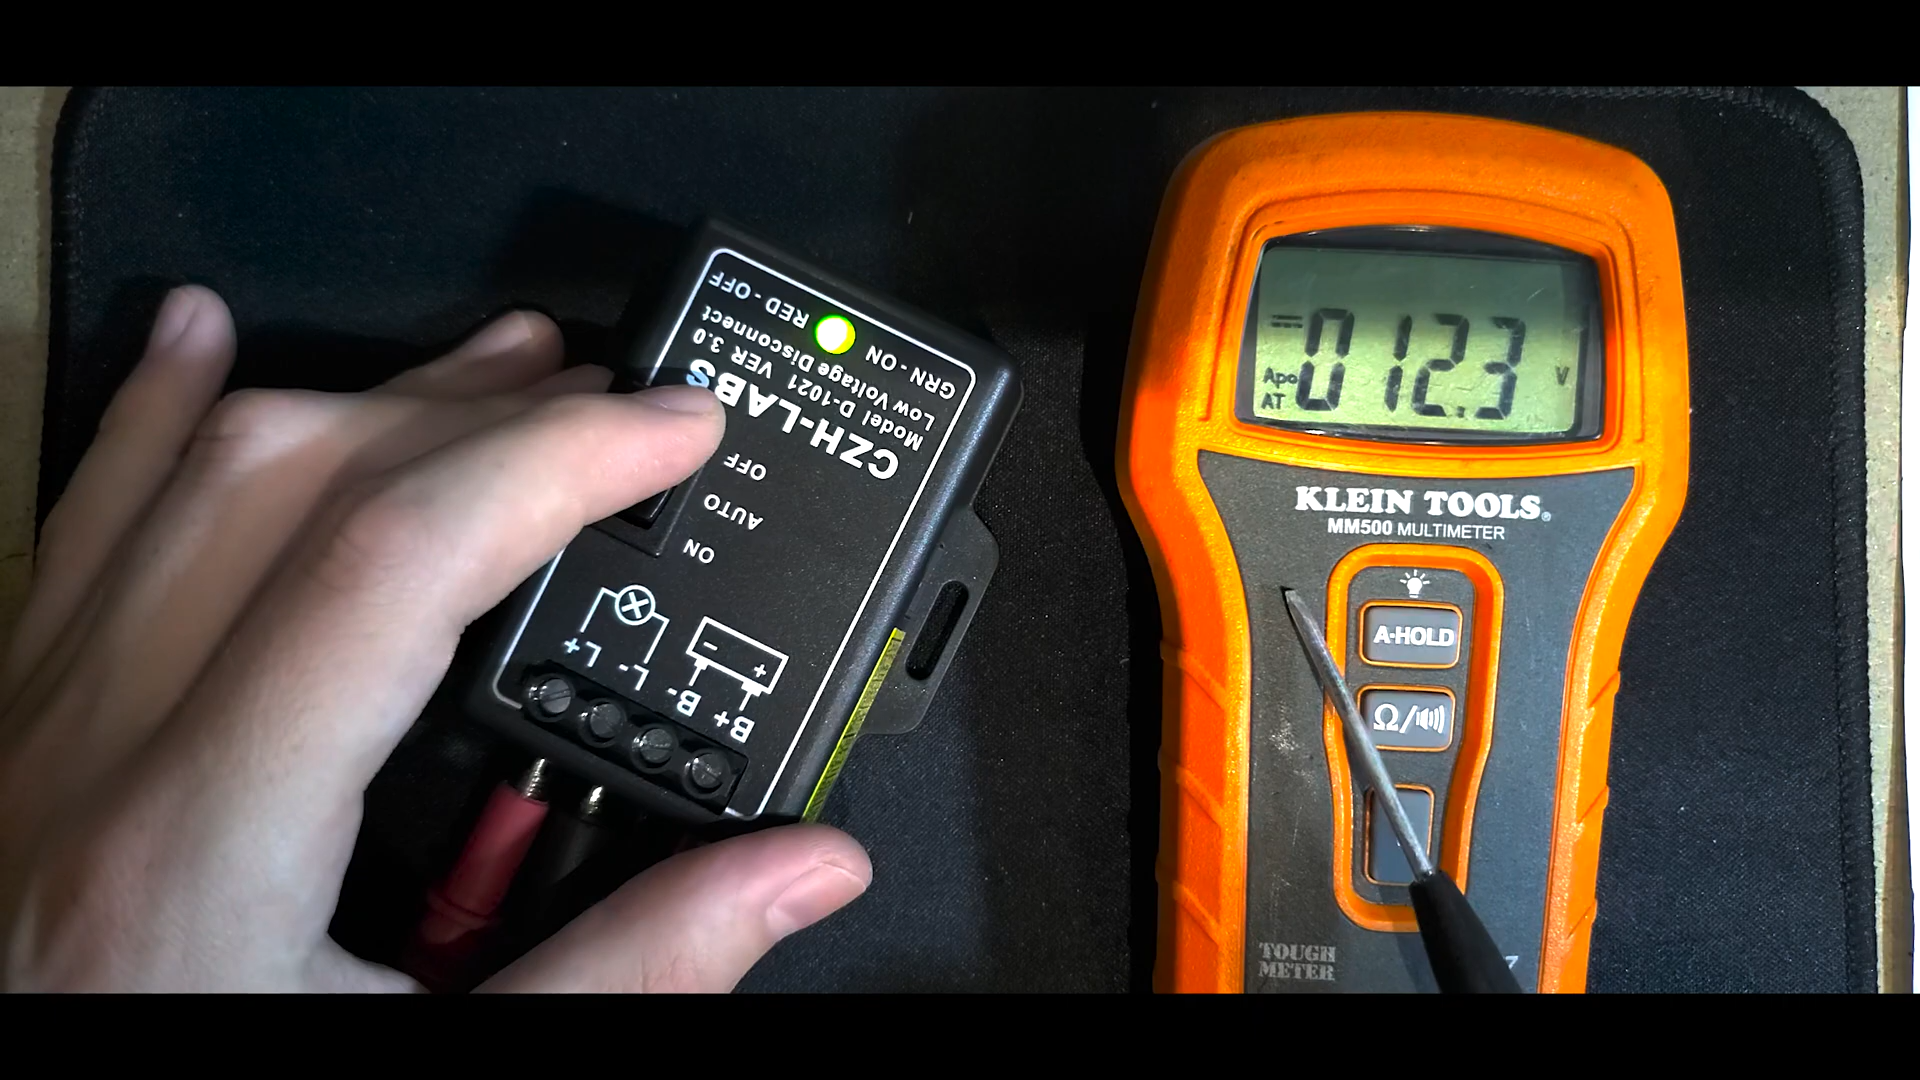 GRN - ON RED - OFF
Low Voltage Disconnect
Model D-1021 VER 3.0
CZH-LABS
OFF
AUTO
ON
L+ L- B- B+
- +
012.3 V
Apo
AT
KLEIN TOOLS®
MM500 MULTIMETER
A-HOLD
Ω/
TOUGH
METER